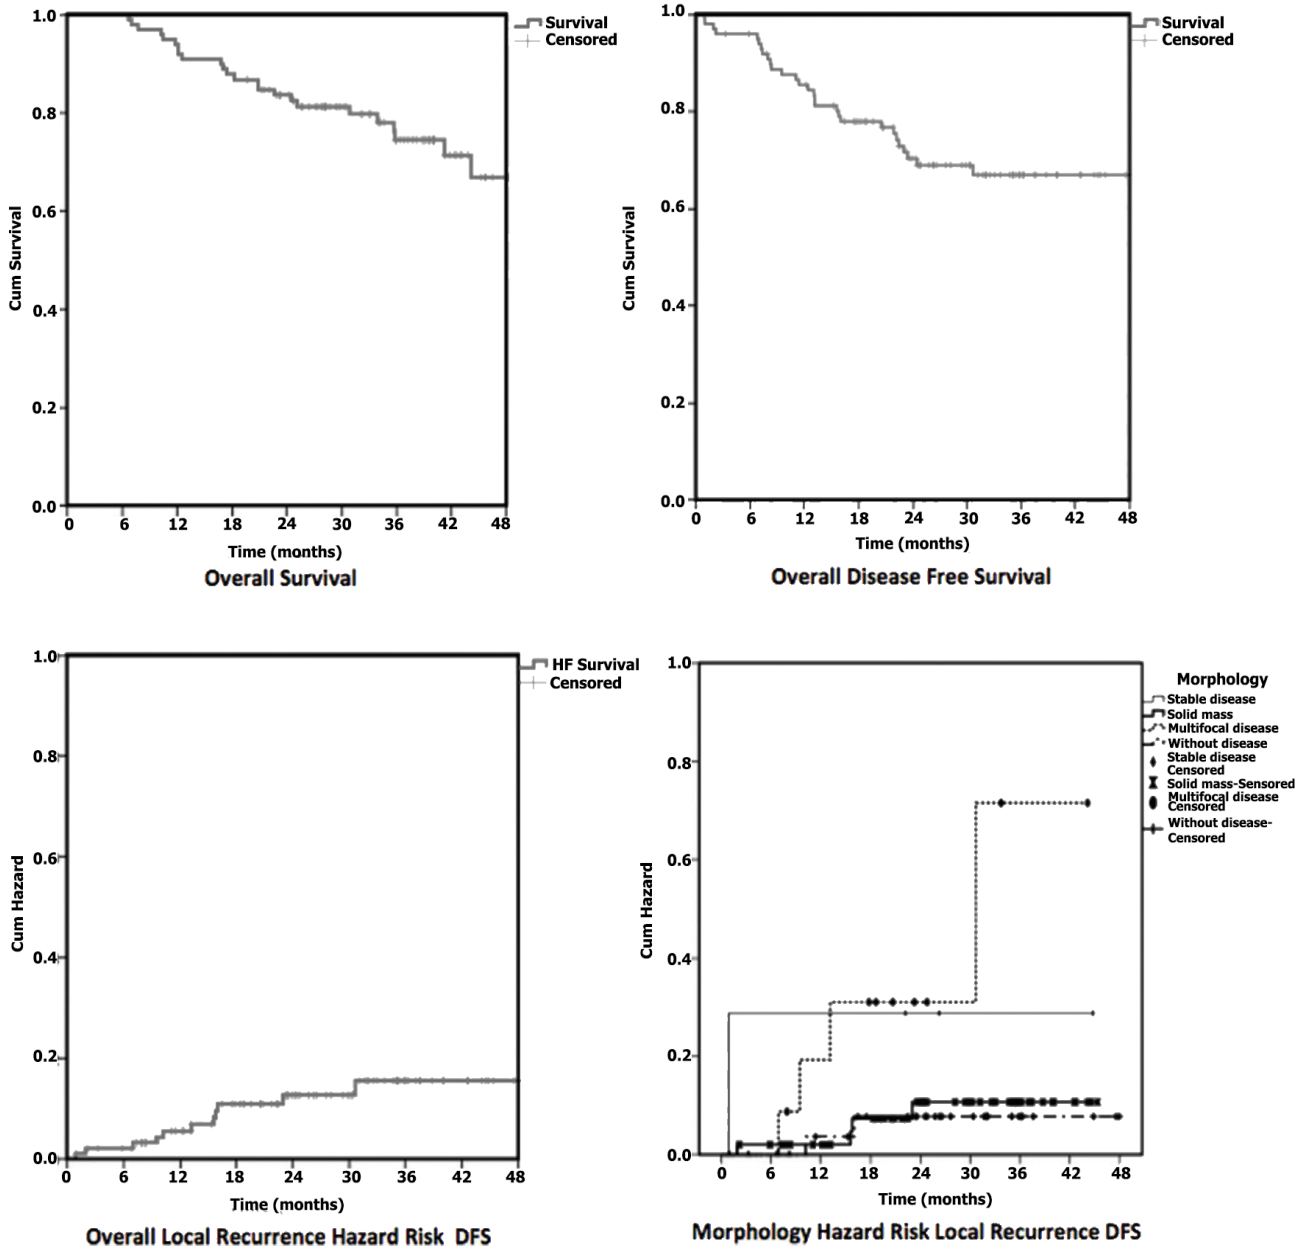 1.0
0.8
0.6
0.4
0.2
0.0
Cum Survival
0 6 12 18 24 30 36 42 48
Time (months)
Survival
Censored
Overall Survival
1.0
0.8
0.6
0.4
0.2
0.0
Cum Survival
0 6 12 18 24 30 36 42 48
Time (months)
Survival
Censored
Overall Disease Free Survival
1.0
0.8
0.6
0.4
0.2
0.0
Cum Hazard
0 6 12 18 24 30 36 42 48
Time (months)
HF Survival
Censored
Overall Local Recurrence Hazard Risk DFS
1.0
0.8
0.6
0.4
0.2
0.0
Cum Hazard
0 6 12 18 24 30 36 42 48
Time (months)
Morphology
Stable disease
Solid mass
Multifocal disease
Without disease
Stable disease
Censored
Solid mass-Sensored
Multifocal disease
Censored
Without disease-
Censored
Morphology Hazard Risk Local Recurrence DFS